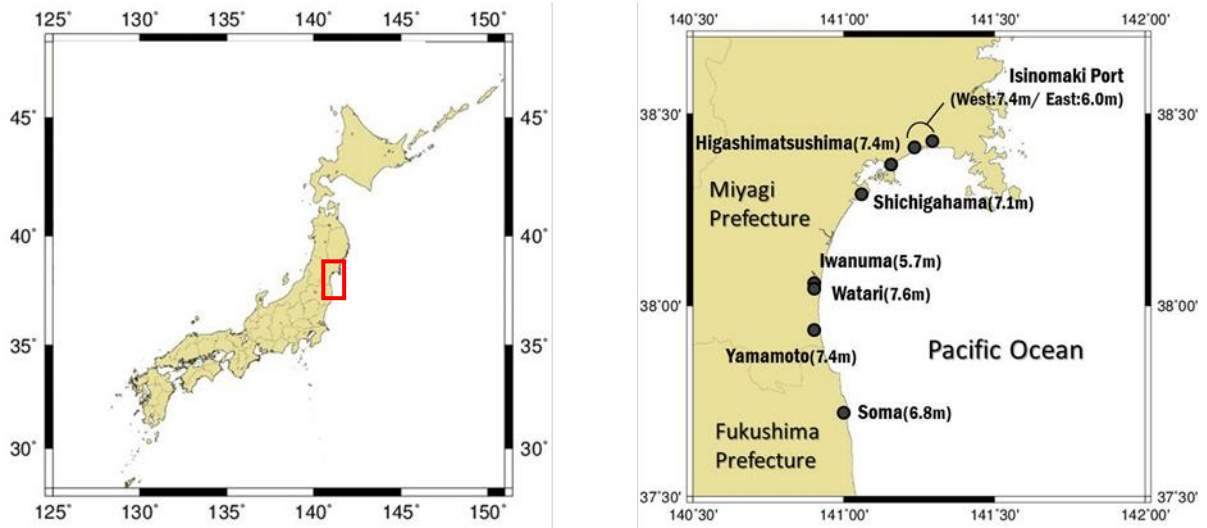 125 130 135 140 145 150
45˚
40˚
35˚
30˚
45˚
40˚
35˚
30˚
125˚ 130˚ 135˚ 140˚ 145˚ 150˚
140˚30' 141˚00' 141˚30' 142˚00'
38˚30'
38˚00'
37˚30'
Isinomaki Port
(West:7.4m/ East:6.0m)
Higashimatsushima(7.4m)
Miyagi
Prefecture
Shichigahama(7.1m)
Iwanuma(5.7m)
Watari(7.6m)
Yamamoto(7.4m)
Pacific Ocean
Soma(6.8m)
Fukushima
Prefecture
38˚30'
38˚00'
37˚30'
140˚30' 141˚00' 141˚30' 142˚00'